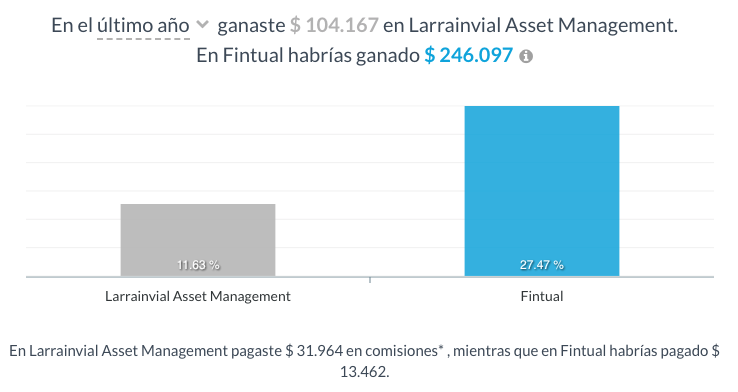 En el último año ganaste $ 104.167 en Larrainvial Asset Management.
En Fintual habrías ganado $ 246.097
11.63 %
27.47 %
Larrainvial Asset Management
Fintual
En Larrainvial Asset Management pagaste $ 31.964 en comisiones* , mientras que en Fintual habrías pagado $
13.462.